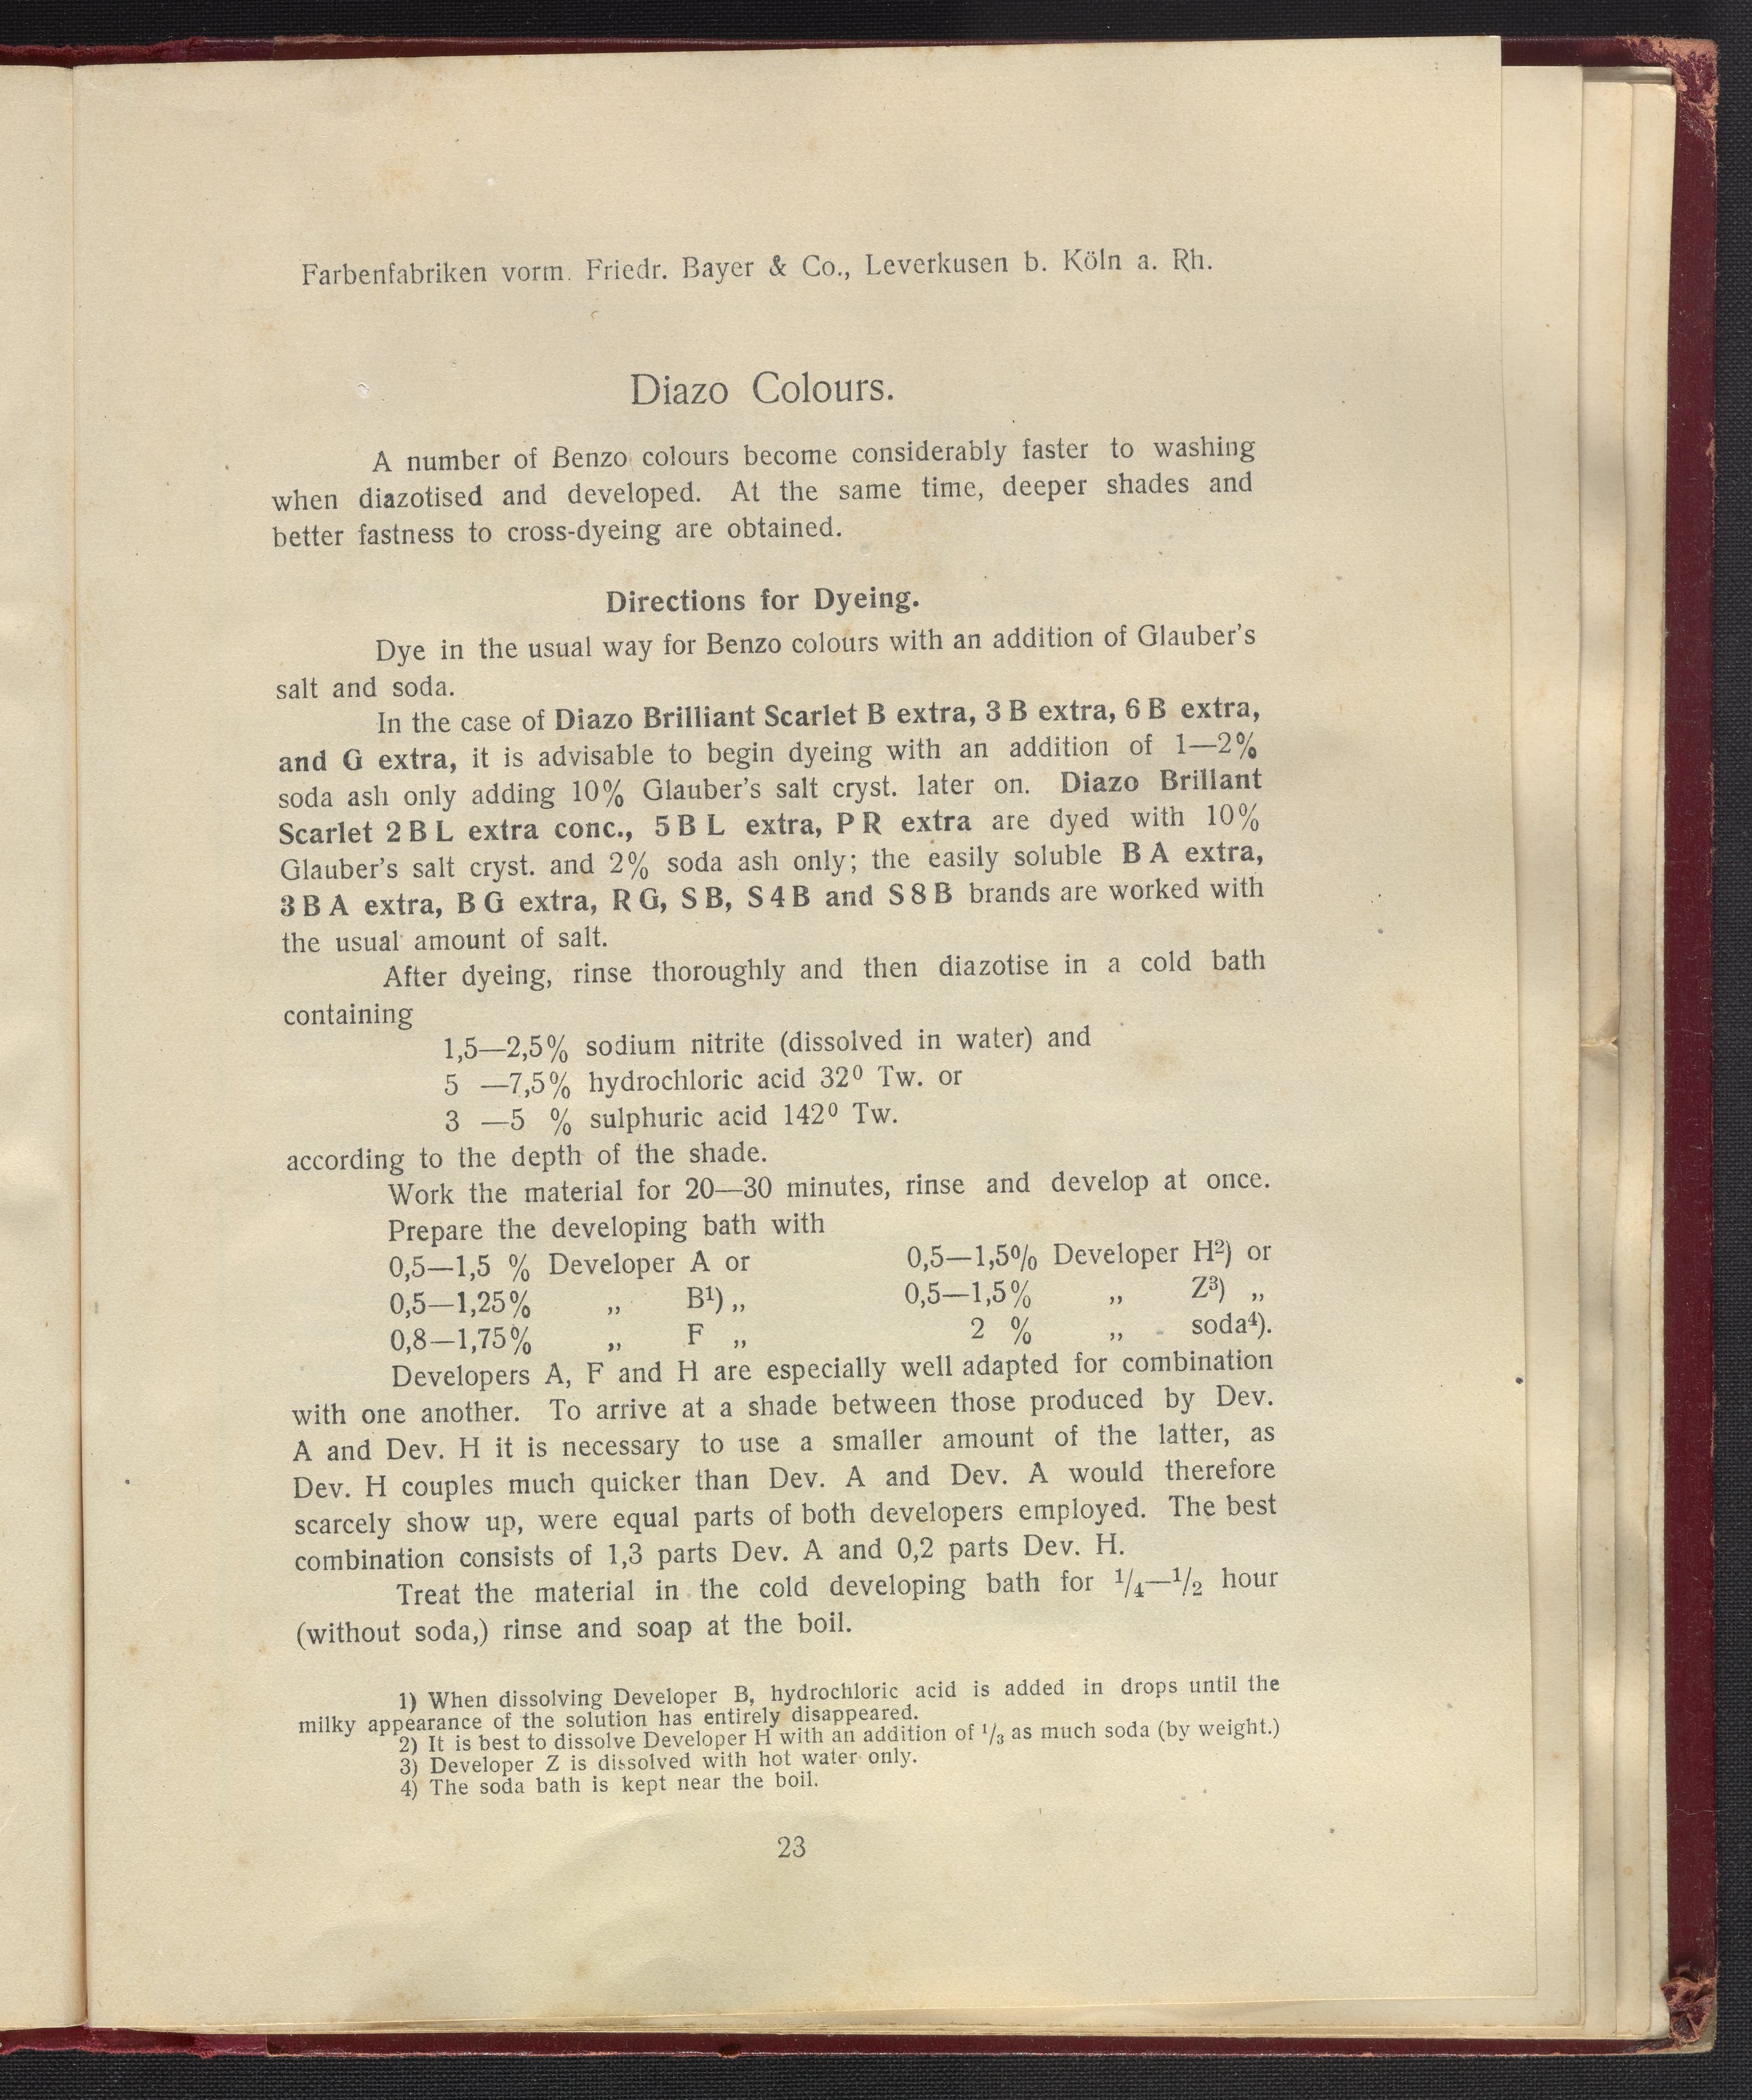 Farbenfabriken vorm. Friedr. Bayer & Co., Leverkusen b. Köln a. Rh.
Diazo Colours.
A number of Benzo colours become considerably faster to washing
when diazotised and developed. At the same time, deeper shades and
better fastness to cross-dyeing are obtained.
Directions for Dyeing.
Dye in the usual way for Benzo colours with an addition of Glauber's
salt and soda.
In the case of Diazo Brilliant Scarlet B extra, 3 B extra, 6 B extra,
and G extra, it is advisable to begin dyeing with an addition of 1—2%
soda ash only adding 10% Glauber's salt cryst. later on. Diazo Brillant
Scarlet 2 B L extra conc., 5 B L extra, P R extra are dyed with 10%
Glauber's salt cryst. and 2% soda ash only; the easily soluble B A extra,
3 B A extra, B G extra, R G, S B, S 4 B and S 8 B brands are worked with
the usual amount of salt.
After dyeing, rinse thoroughly and then diazotise in a cold bath
containing
1,5—2,5% sodium nitrite (dissolved in water) and
5 —7,5% hydrochloric acid 32⁰ Tw. or
3 —5 % sulphuric acid 142⁰ Tw.
according to the depth of the shade.
Work the material for 20—30 minutes, rinse and develop at once.
Prepare the developing bath with
0,5—1,5 % Developer A or 0,5—1,5% Developer H²) or
0,5—1,25% „ B¹) „ 0,5—1,5% „ Z³) „
0,8—1,75% „ F „ 2 % „ soda⁴).
Developers A, F and H are especially well adapted for combination
with one another. To arrive at a shade between those produced by Dev.
A and Dev. H it is necessary to use a smaller amount of the latter, as
Dev. H couples much quicker than Dev. A and Dev. A would therefore
scarcely show up, were equal parts of both developers employed. The best
combination consists of 1,3 parts Dev. A and 0,2 parts Dev. H.
Treat the material in the cold developing bath for ¹/₄—¹/₂ hour
(without soda,) rinse and soap at the boil.
1) When dissolving Developer B, hydrochloric acid is added in drops until the
milky appearance of the solution has entirely disappeared.
2) It is best to dissolve Developer H with an addition of ¹/₃ as much soda (by weight.)
3) Developer Z is dissolved with hot water only.
4) The soda bath is kept near the boil.
23